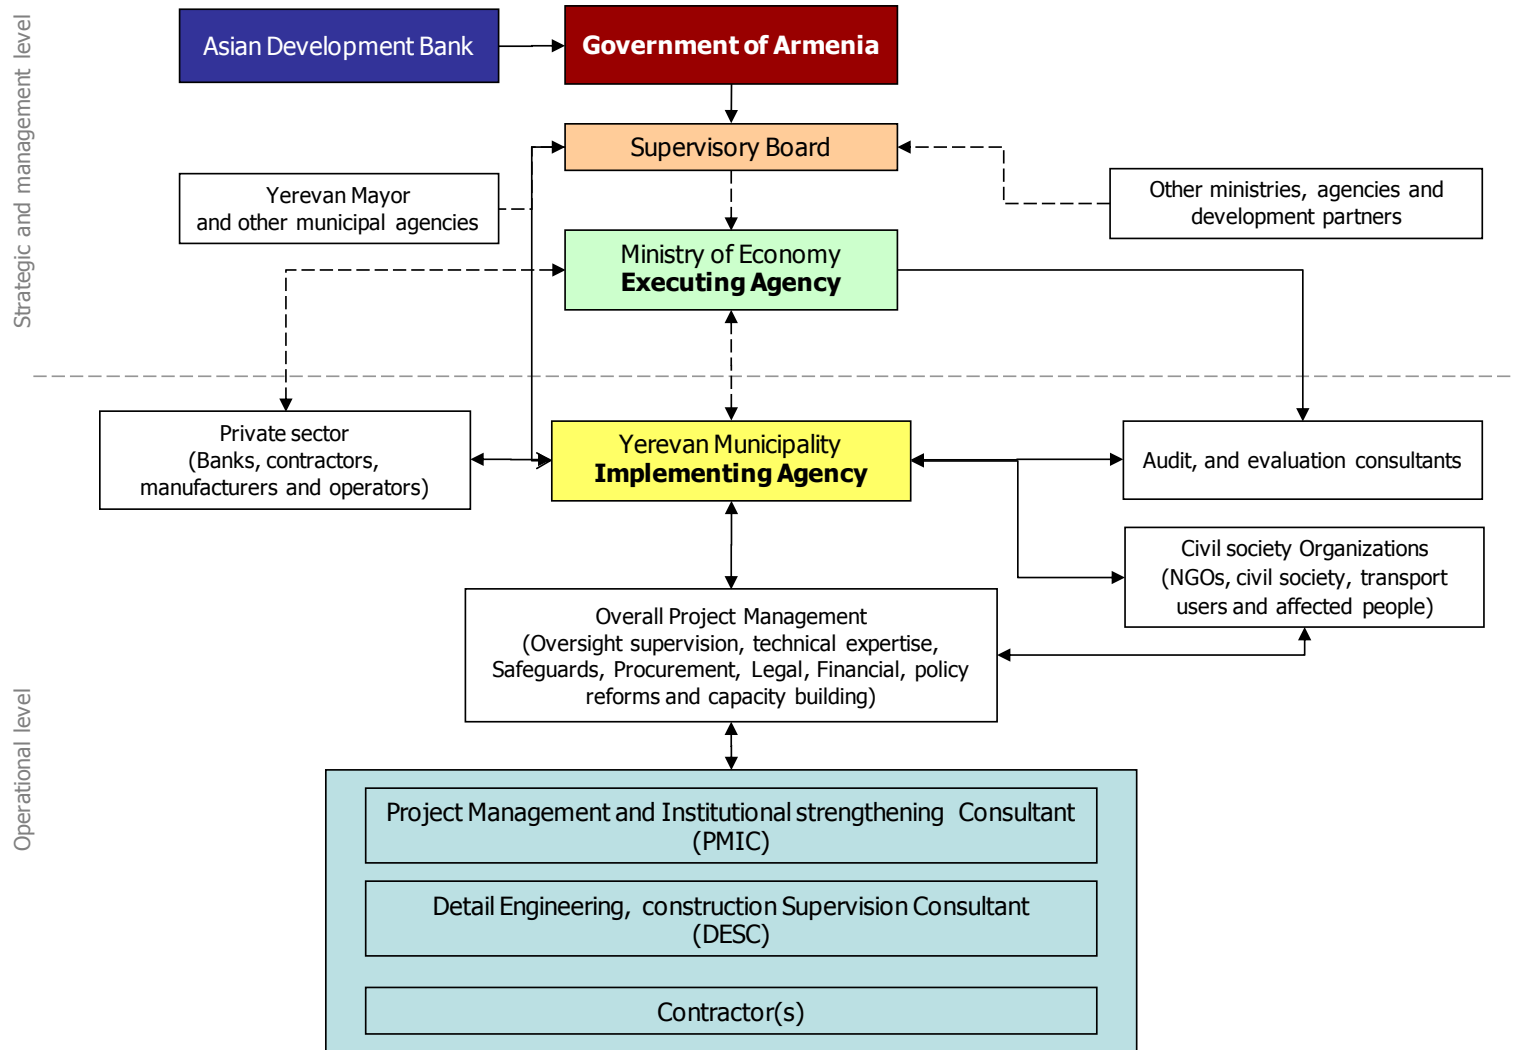 Strategic and management level
Asian Development Bank
Government of Armenia
Supervisory Board
Yerevan Mayor
and other municipal agencies
Other ministries, agencies and
development partners
Ministry of Economy
Executing Agency
Operational level
Private sector
(Banks, contractors,
manufacturers and operators)
Yerevan Municipality
Implementing Agency
Audit, and evaluation consultants
Civil society Organizations
(NGOs, civil society, transport
users and affected people)
Overall Project Management
(Oversight supervision, technical expertise,
Safeguards, Procurement, Legal, Financial, policy
reforms and capacity building)
Project Management and Institutional strengthening Consultant
(PMIC)
Detail Engineering, construction Supervision Consultant
(DESC)
Contractor(s)